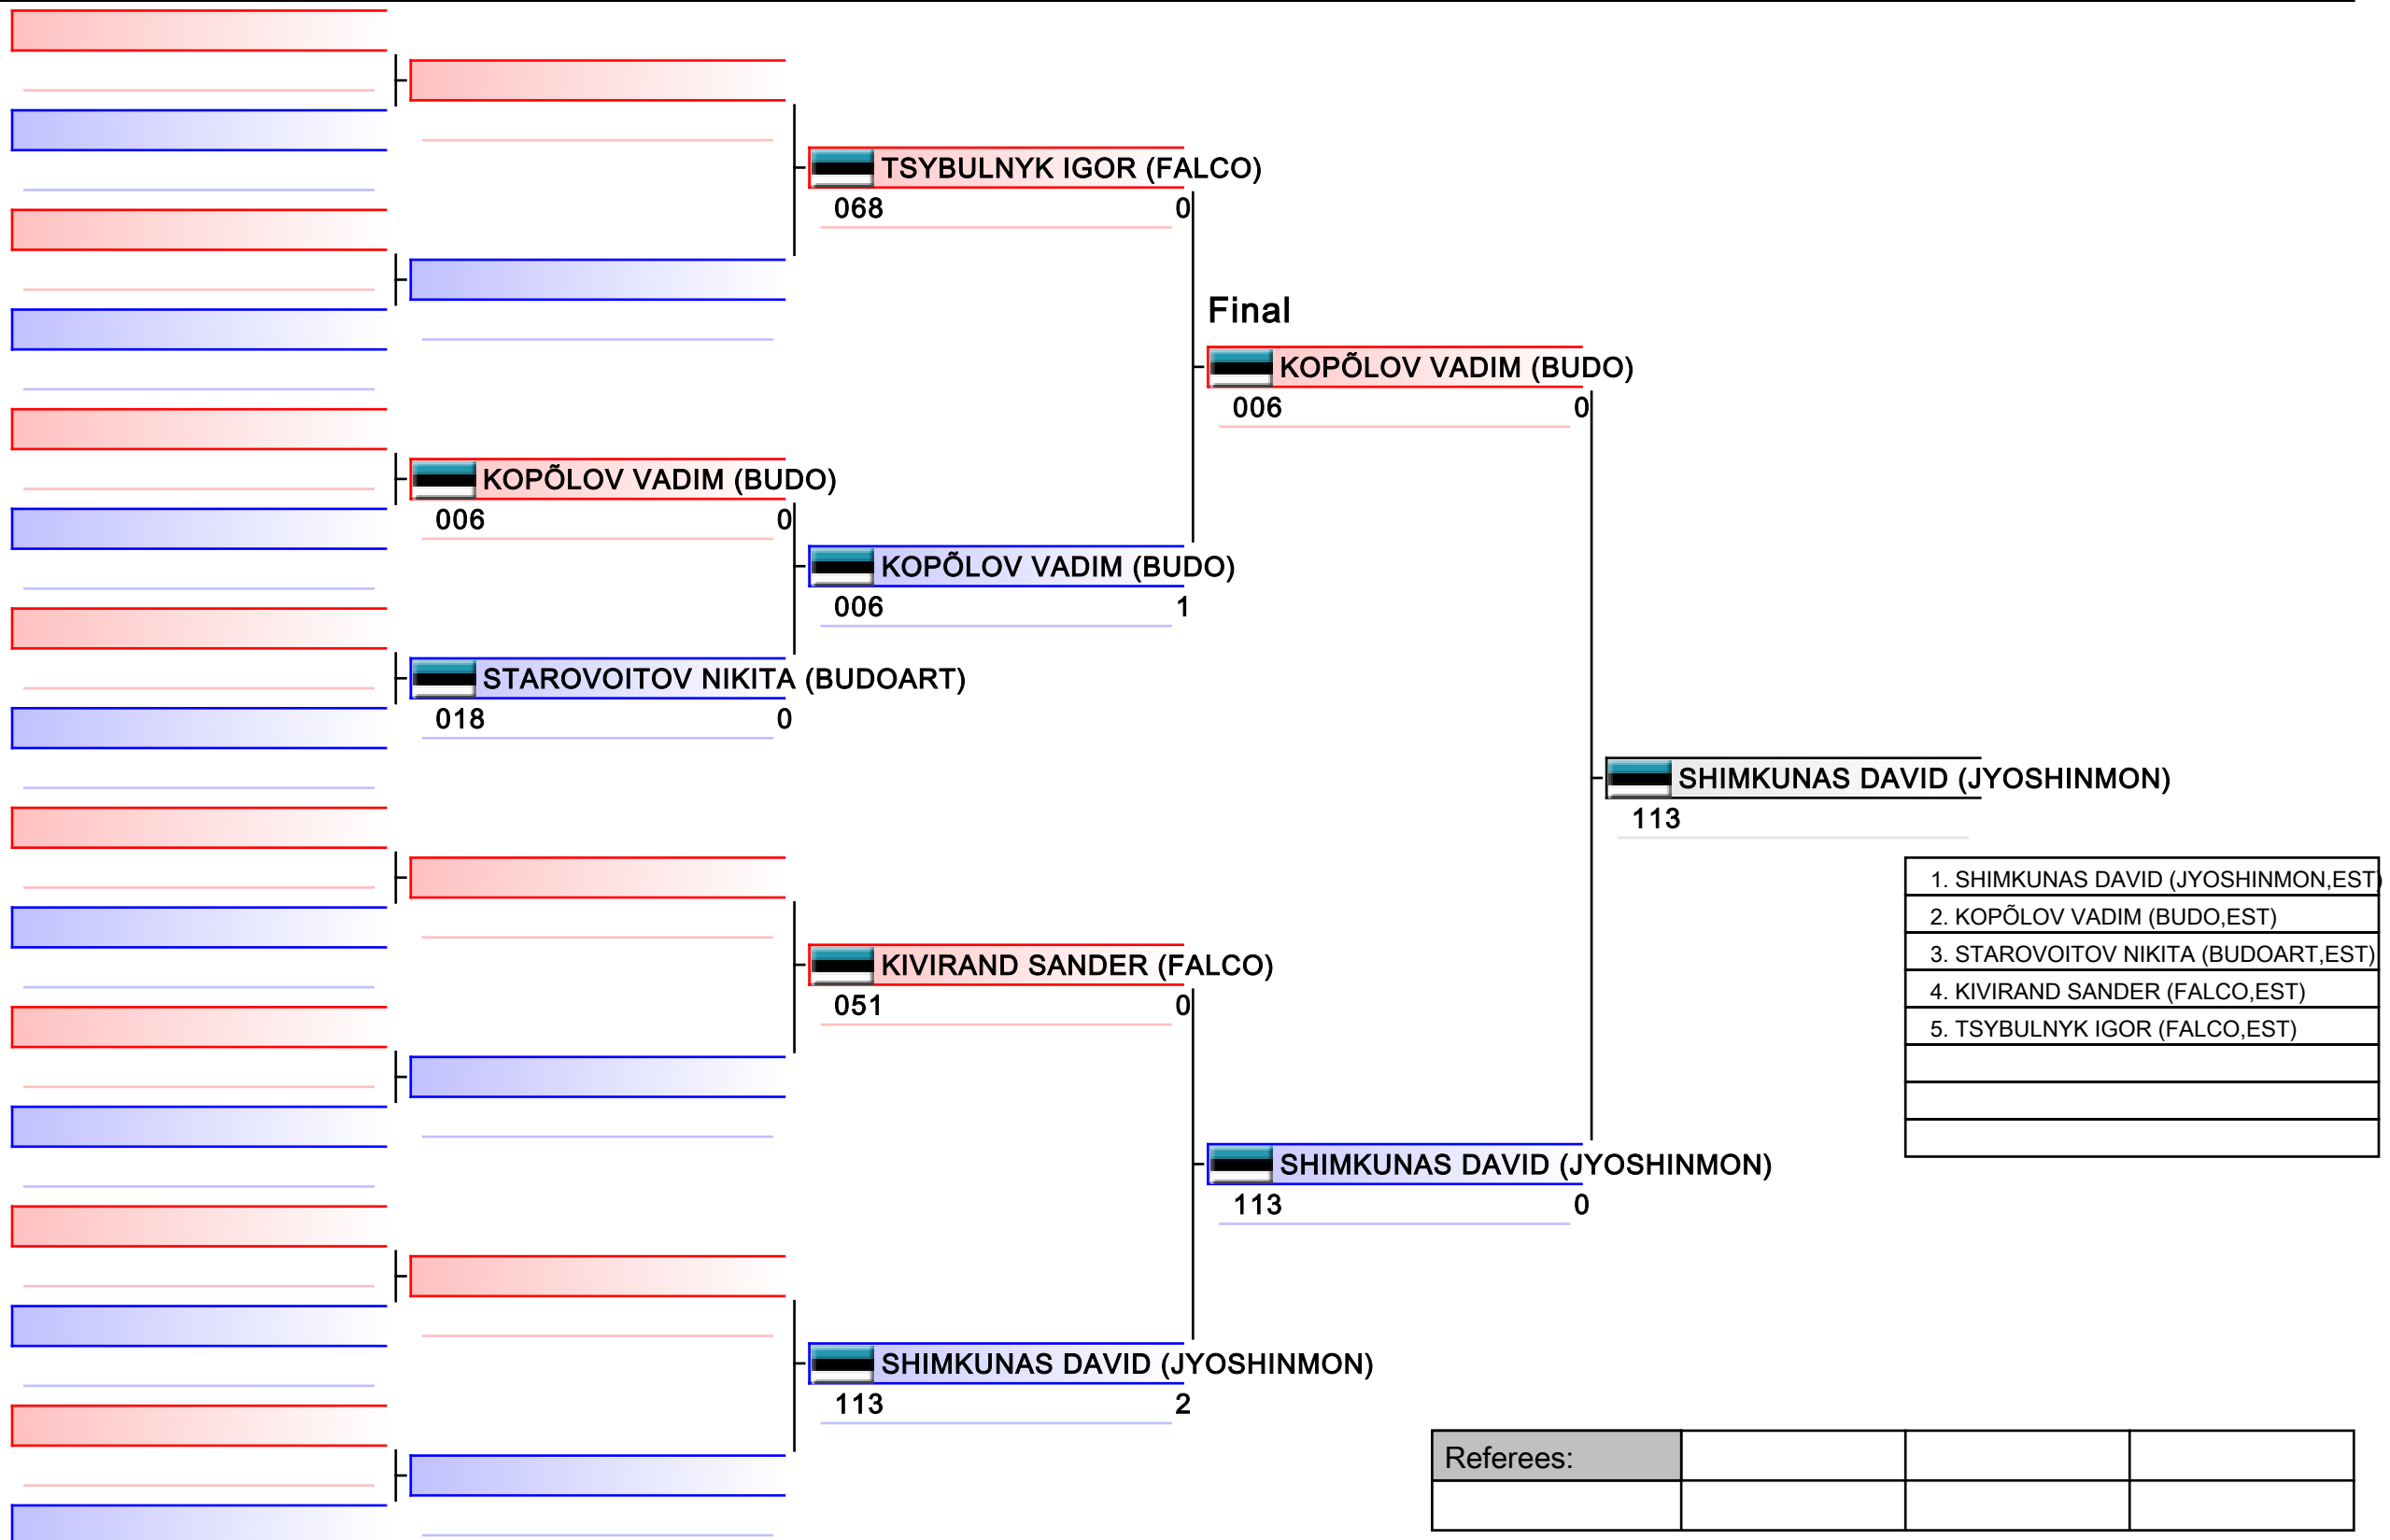 TSYBULNYK IGOR (FALCO)
068 0
Final
KOPÕLOV VADIM (BUDO)
006 0
KOPÕLOV VADIM (BUDO)
006 0
KOPÕLOV VADIM (BUDO)
006 1
STAROVOITOV NIKITA (BUDOART)
018 0
SHIMKUNAS DAVID (JYOSHINMON)
113
1. SHIMKUNAS DAVID (JYOSHINMON,EST)
2. KOPÕLOV VADIM (BUDO,EST)
3. STAROVOITOV NIKITA (BUDOART,EST)
4. KIVIRAND SANDER (FALCO,EST)
5. TSYBULNYK IGOR (FALCO,EST)
KIVIRAND SANDER (FALCO)
051 0
SHIMKUNAS DAVID (JYOSHINMON)
113 0
SHIMKUNAS DAVID (JYOSHINMON)
113 2
Referees: